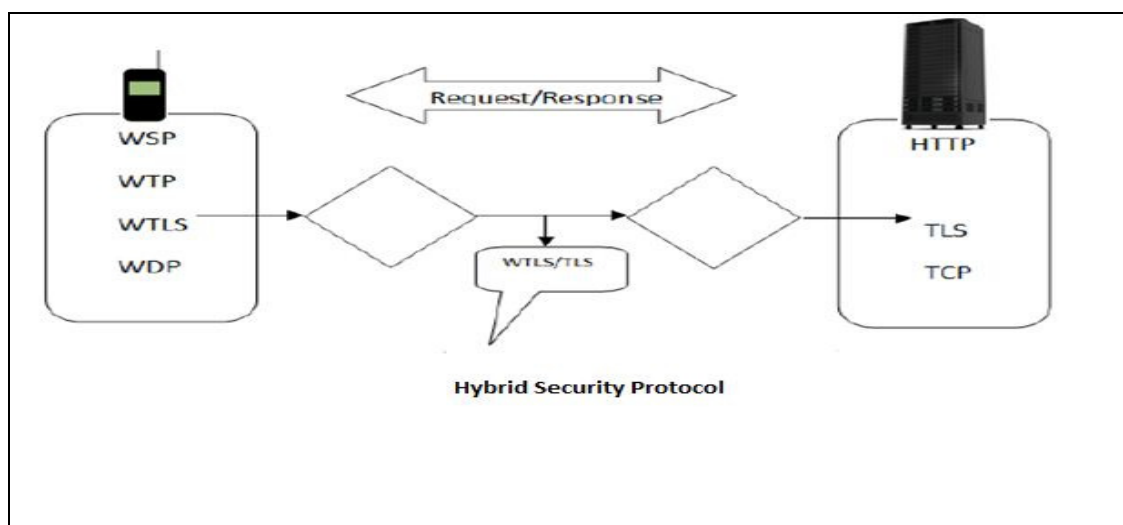 Request/Response
WSP
WTP
WTLS
WDP
WTLS/TLS
HTTP
TLS
TCP
Hybrid Security Protocol